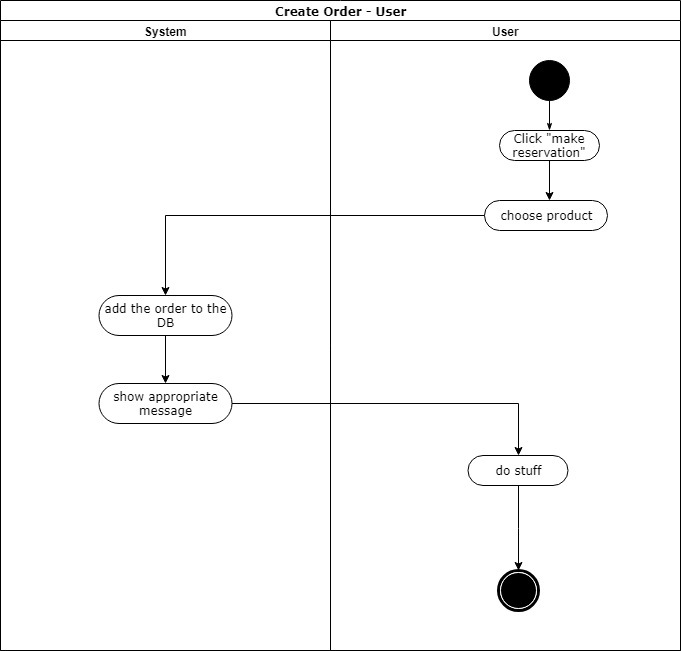 Create Order - User
System
User
Click "make
reservation"
choose product
add the order to the
DB
show appropriate
message
do stuff